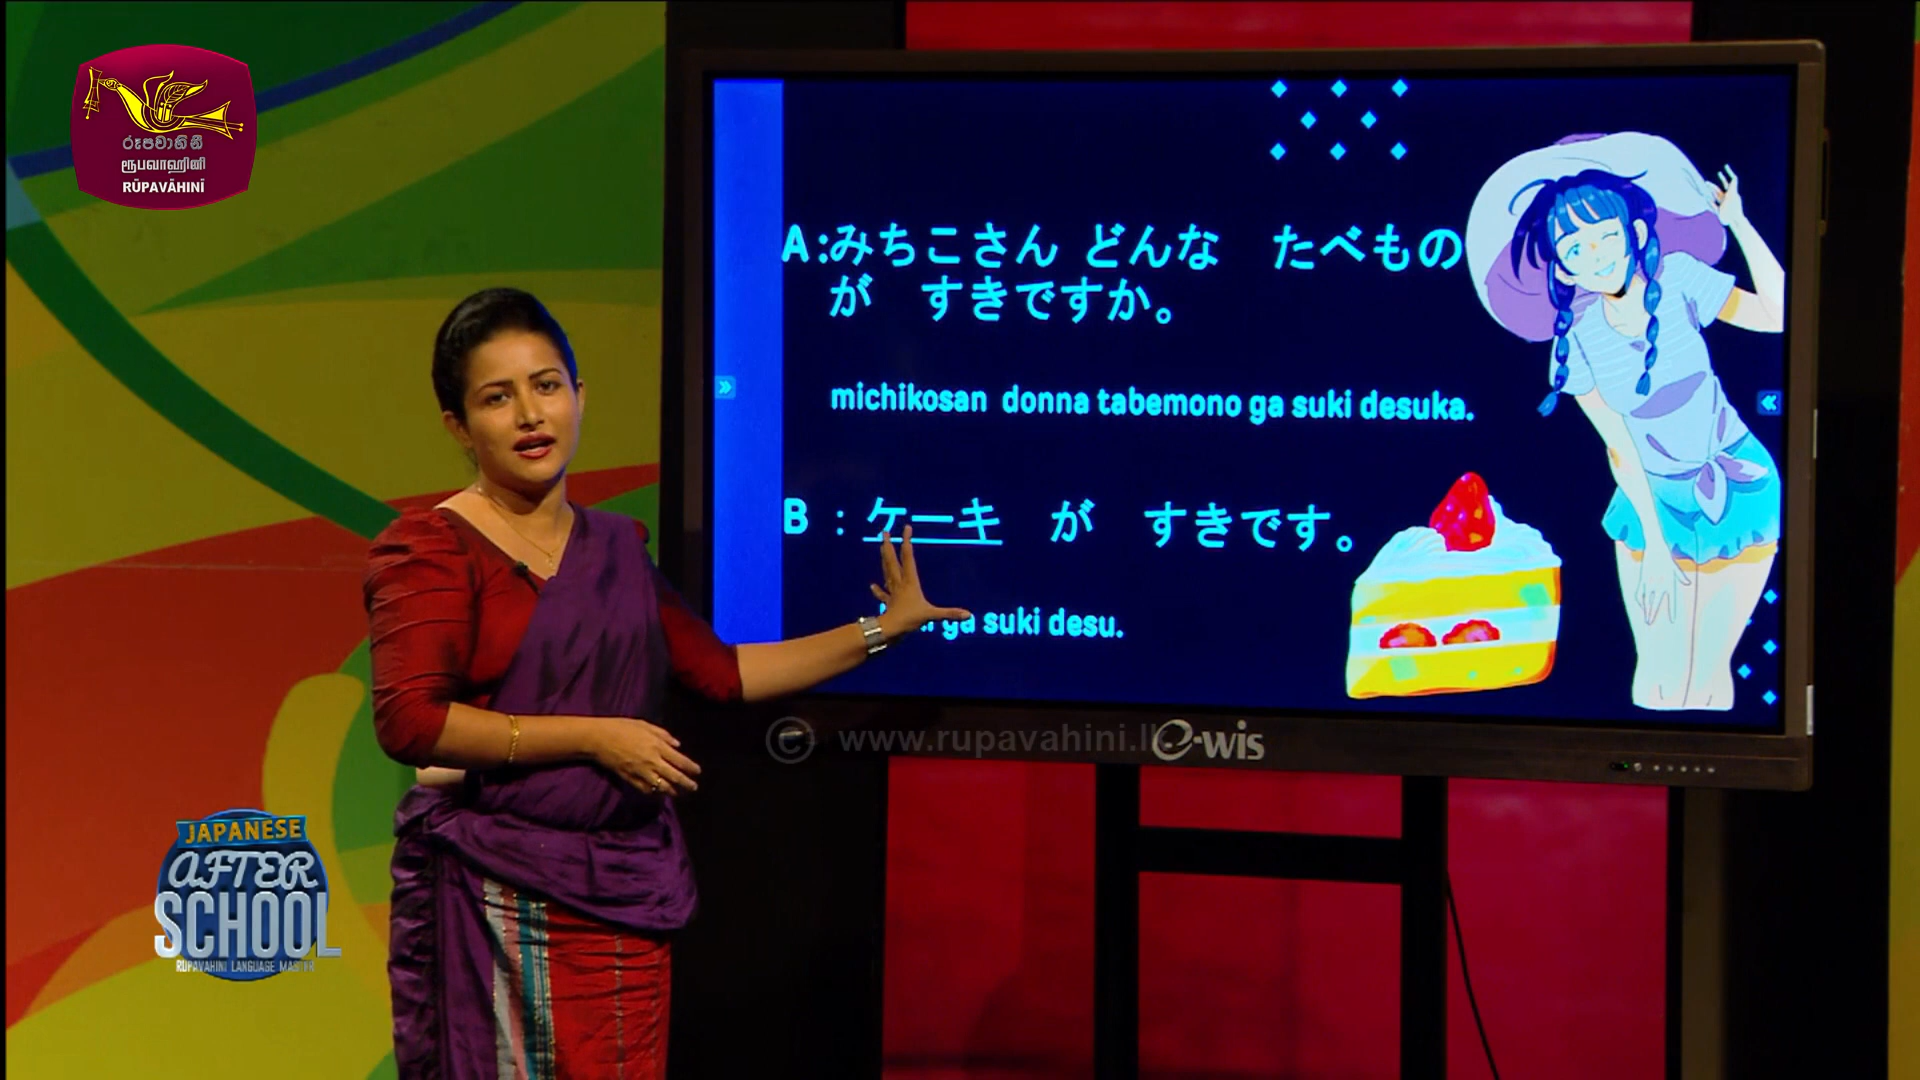 රූපවාහිනී
ரூபவாஹினி
RŪPAVĀHINĪ
A:みちこさん どんな たべもの
が すきですか。
michikosan donna tabemono ga suki desuka.
B : ケーキ が すきです。
ga suki desu.
© www.rupavahini.lk
e-wis
JAPANESE
AFTER
SCHOOL
RUPAVAHINI LANGUAGE MASTER